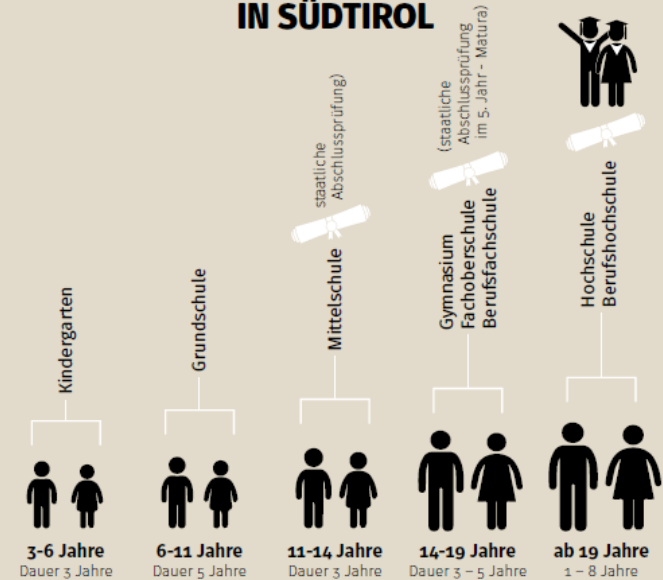 IN SÜDTIROL
Kindergarten
3-6 Jahre
Dauer 3 Jahre
Grundschule
6-11 Jahre
Dauer 5 Jahre
staatliche
Abschlussprüfung)
Mittelschule
11-14 Jahre
Dauer 3 Jahre
(staatliche
Abschlussprüfung
im 5. Jahr - Matura)
Gymnasium
Fachoberschule
Berufsfachschule
14-19 Jahre
Dauer 3 – 5 Jahre
Hochschule
Berufshochschule
ab 19 Jahre
1 – 8 Jahre